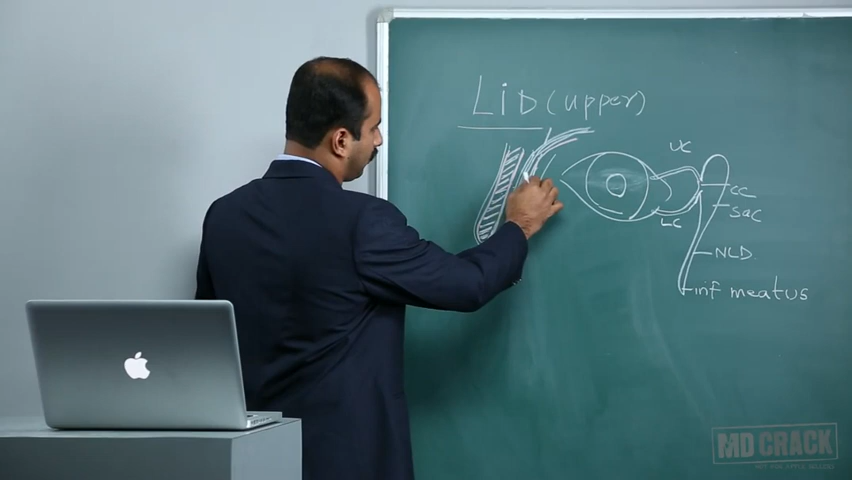 LiD (upper)
UC
CC
Sac
LC
NLD
inf meatus
MD CRACK